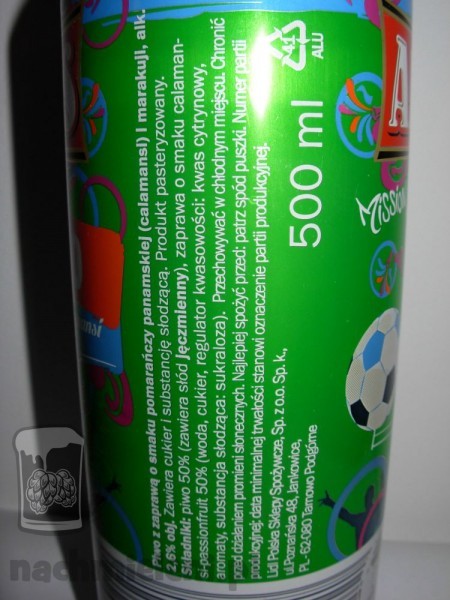 Piwo z zaprawą o smaku pomarańczy panamskiej (calamansi) i marakuji, alk.
2,8% obj. Zawiera cukier i substancję słodzącą. Produkt pasteryzowany.
Składniki: piwo 50% (zawiera słód jęczmienny), zaprawa o smaku calaman-
si-passionfruit 50% (woda, cukier, regulator kwasowości: kwas cytrynowy,
aromaty, substancja słodząca: sukraloza). Przechowywać w chłodnym miejscu. Chronić
przed działaniem promieni słonecznych. Najlepiej spożyć przed: patrz spód puszki. Numer partii
produkcyjnej: data minimalnej trwałości stanowi oznaczenie partii produkcyjnej.
Lidl Polska Sklepy Spożywcze, Sp. z o.o. Sp. k.,
ul. Poznańska 48, Jankowice,
PL-62-080 Tarnowo Podgórne
500 ml
41
ALU
Mission